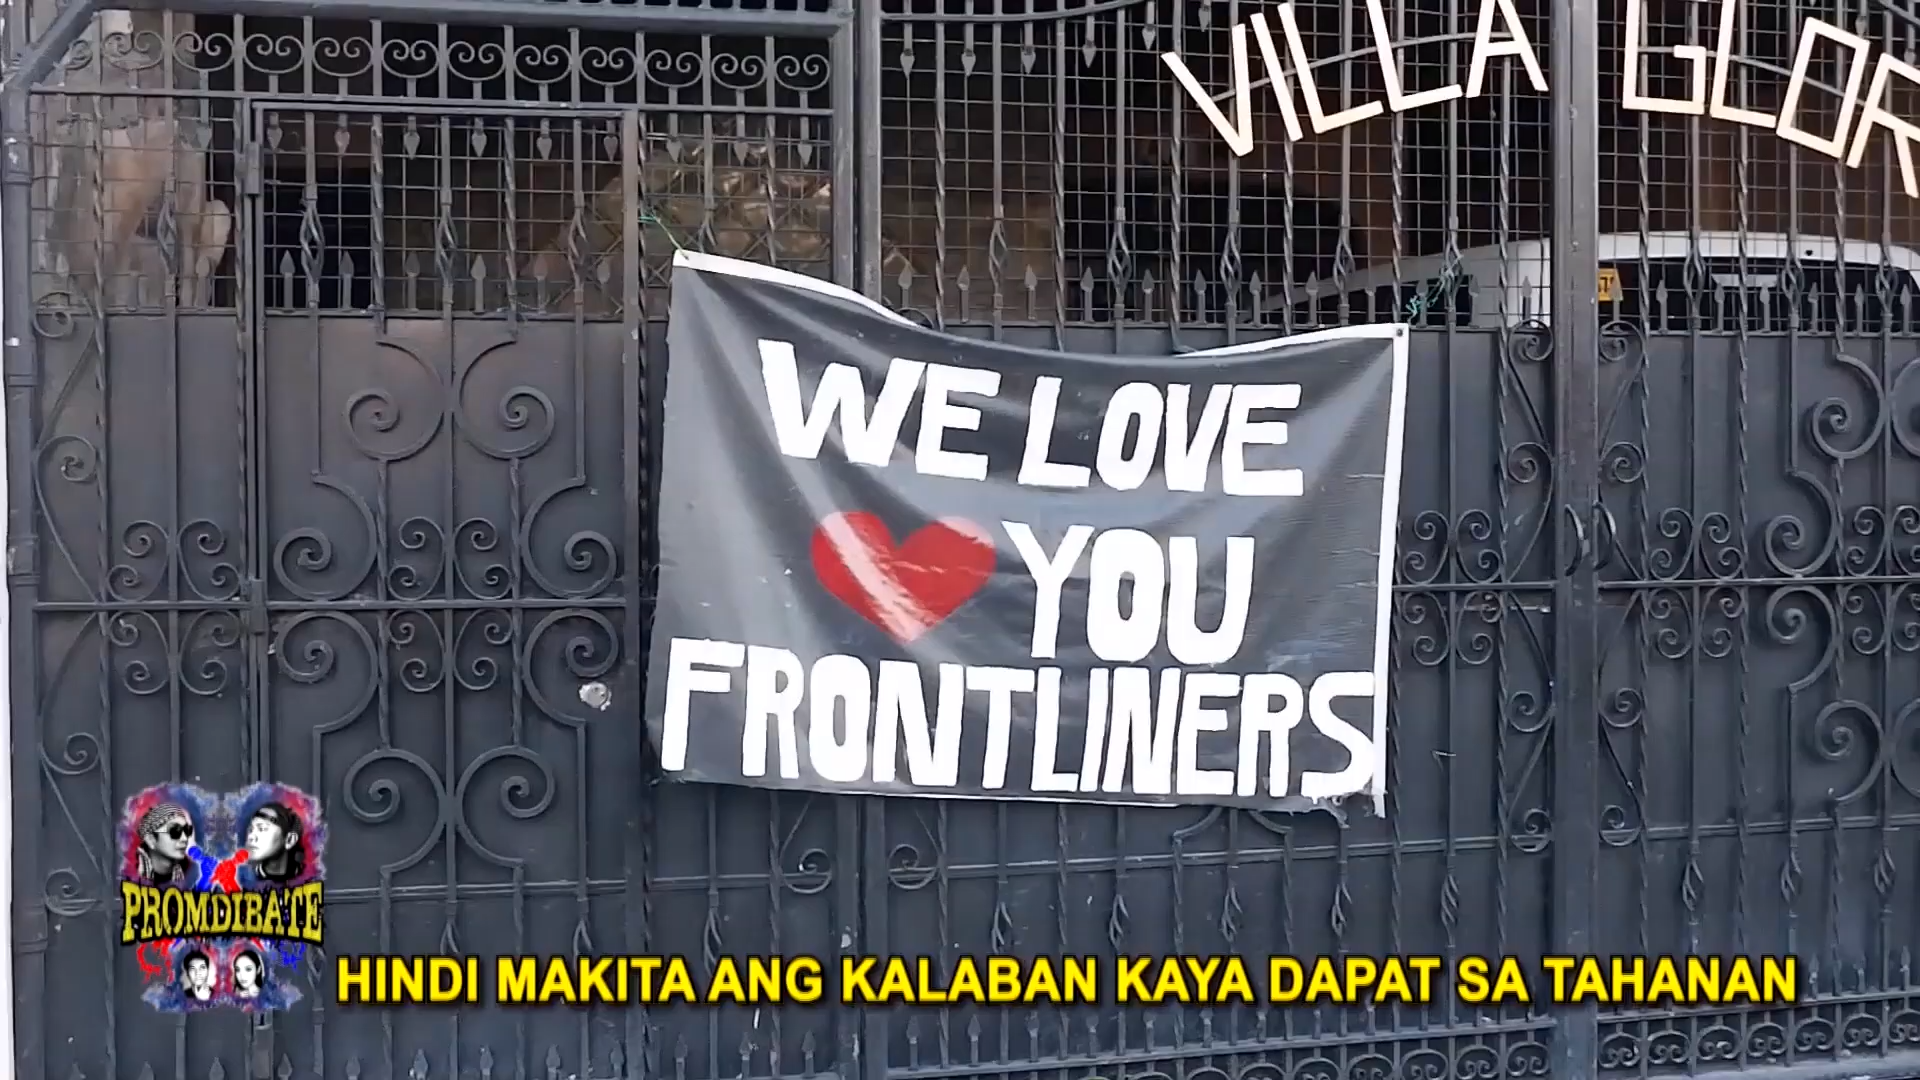 VILLA GLOR
WE LOVE
YOU
FRONTLINERS
PROMDIBATE
HINDI MAKITA ANG KALABAN KAYA DAPAT SA TAHANAN